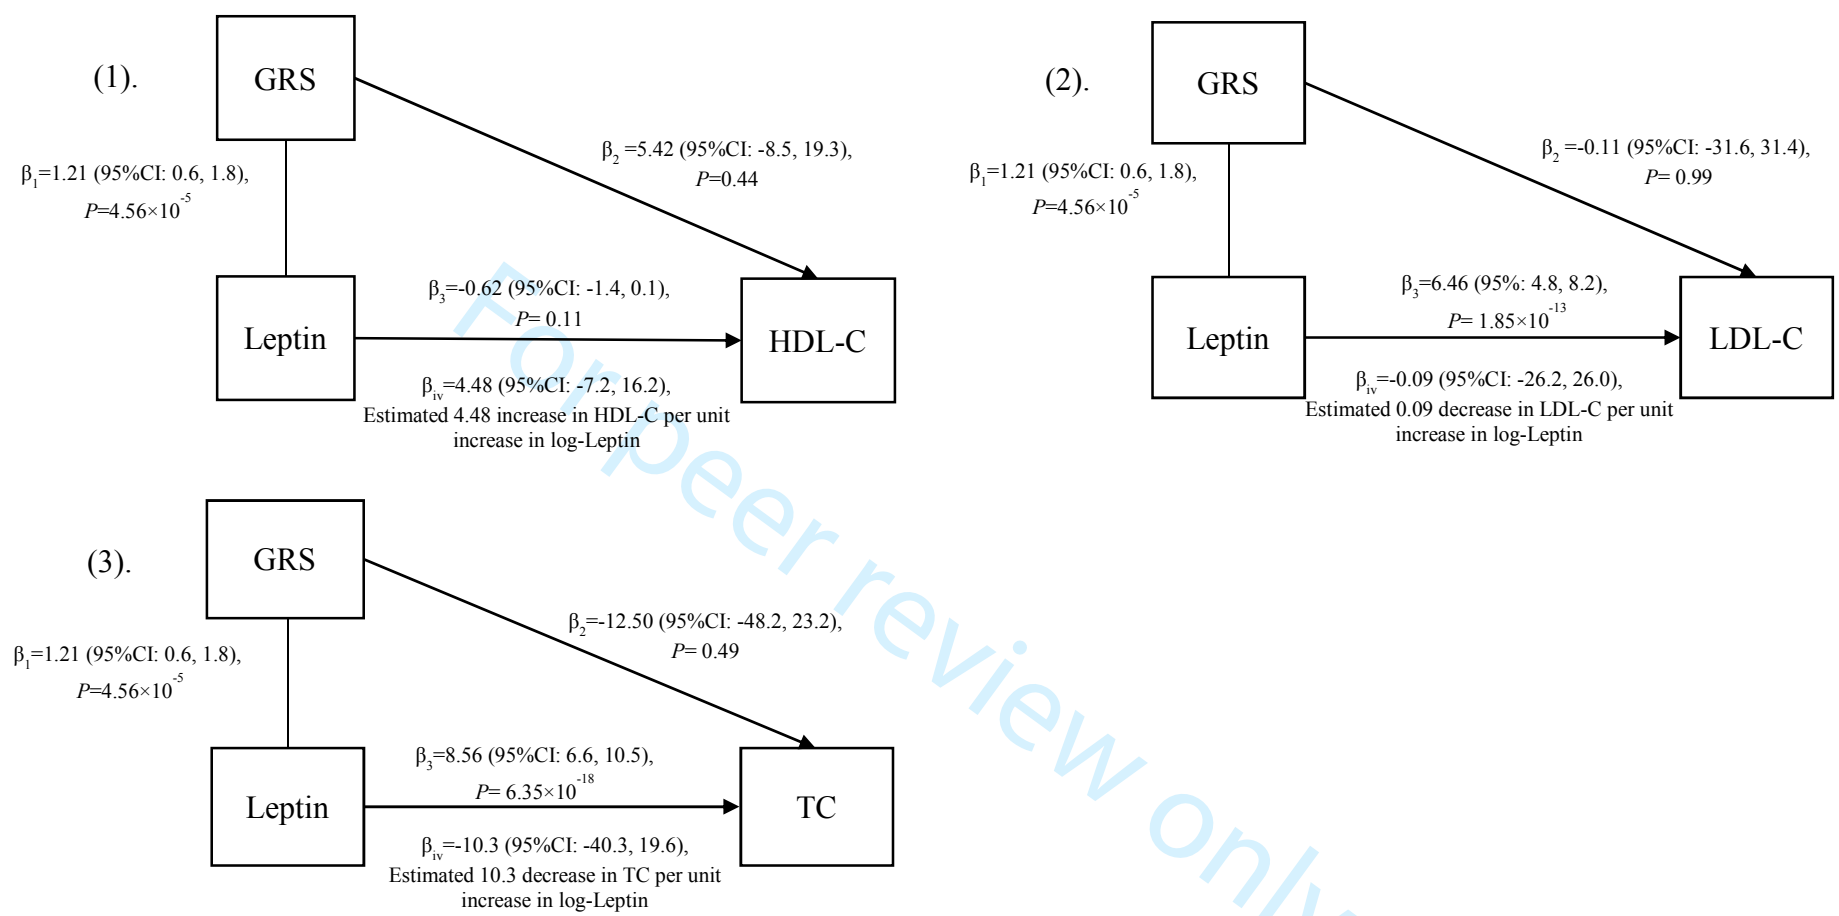 (1).
GRS
β₁=1.21 (95%CI: 0.6, 1.8),
P=4.56×10⁻⁵
β₂ =5.42 (95%CI: -8.5, 19.3),
P=0.44
Leptin
β₃=-0.62 (95%CI: -1.4, 0.1),
P= 0.11
HDL-C
βᵢᵥ=4.48 (95%CI: -7.2, 16.2),
Estimated 4.48 increase in HDL-C per unit
increase in log-Leptin
(2).
GRS
β₁=1.21 (95%CI: 0.6, 1.8),
P=4.56×10⁻⁵
β₂ =-0.11 (95%CI: -31.6, 31.4),
P= 0.99
Leptin
β₃=6.46 (95%: 4.8, 8.2),
P= 1.85×10⁻¹³
LDL-C
βᵢᵥ=-0.09 (95%CI: -26.2, 26.0),
Estimated 0.09 decrease in LDL-C per unit
increase in log-Leptin
(3).
GRS
β₁=1.21 (95%CI: 0.6, 1.8),
P=4.56×10⁻⁵
β₂=-12.50 (95%CI: -48.2, 23.2),
P= 0.49
Leptin
β₃=8.56 (95%CI: 6.6, 10.5),
P= 6.35×10⁻¹⁸
TC
βᵢᵥ=-10.3 (95%CI: -40.3, 19.6),
Estimated 10.3 decrease in TC per unit
increase in log-Leptin
For peer review only